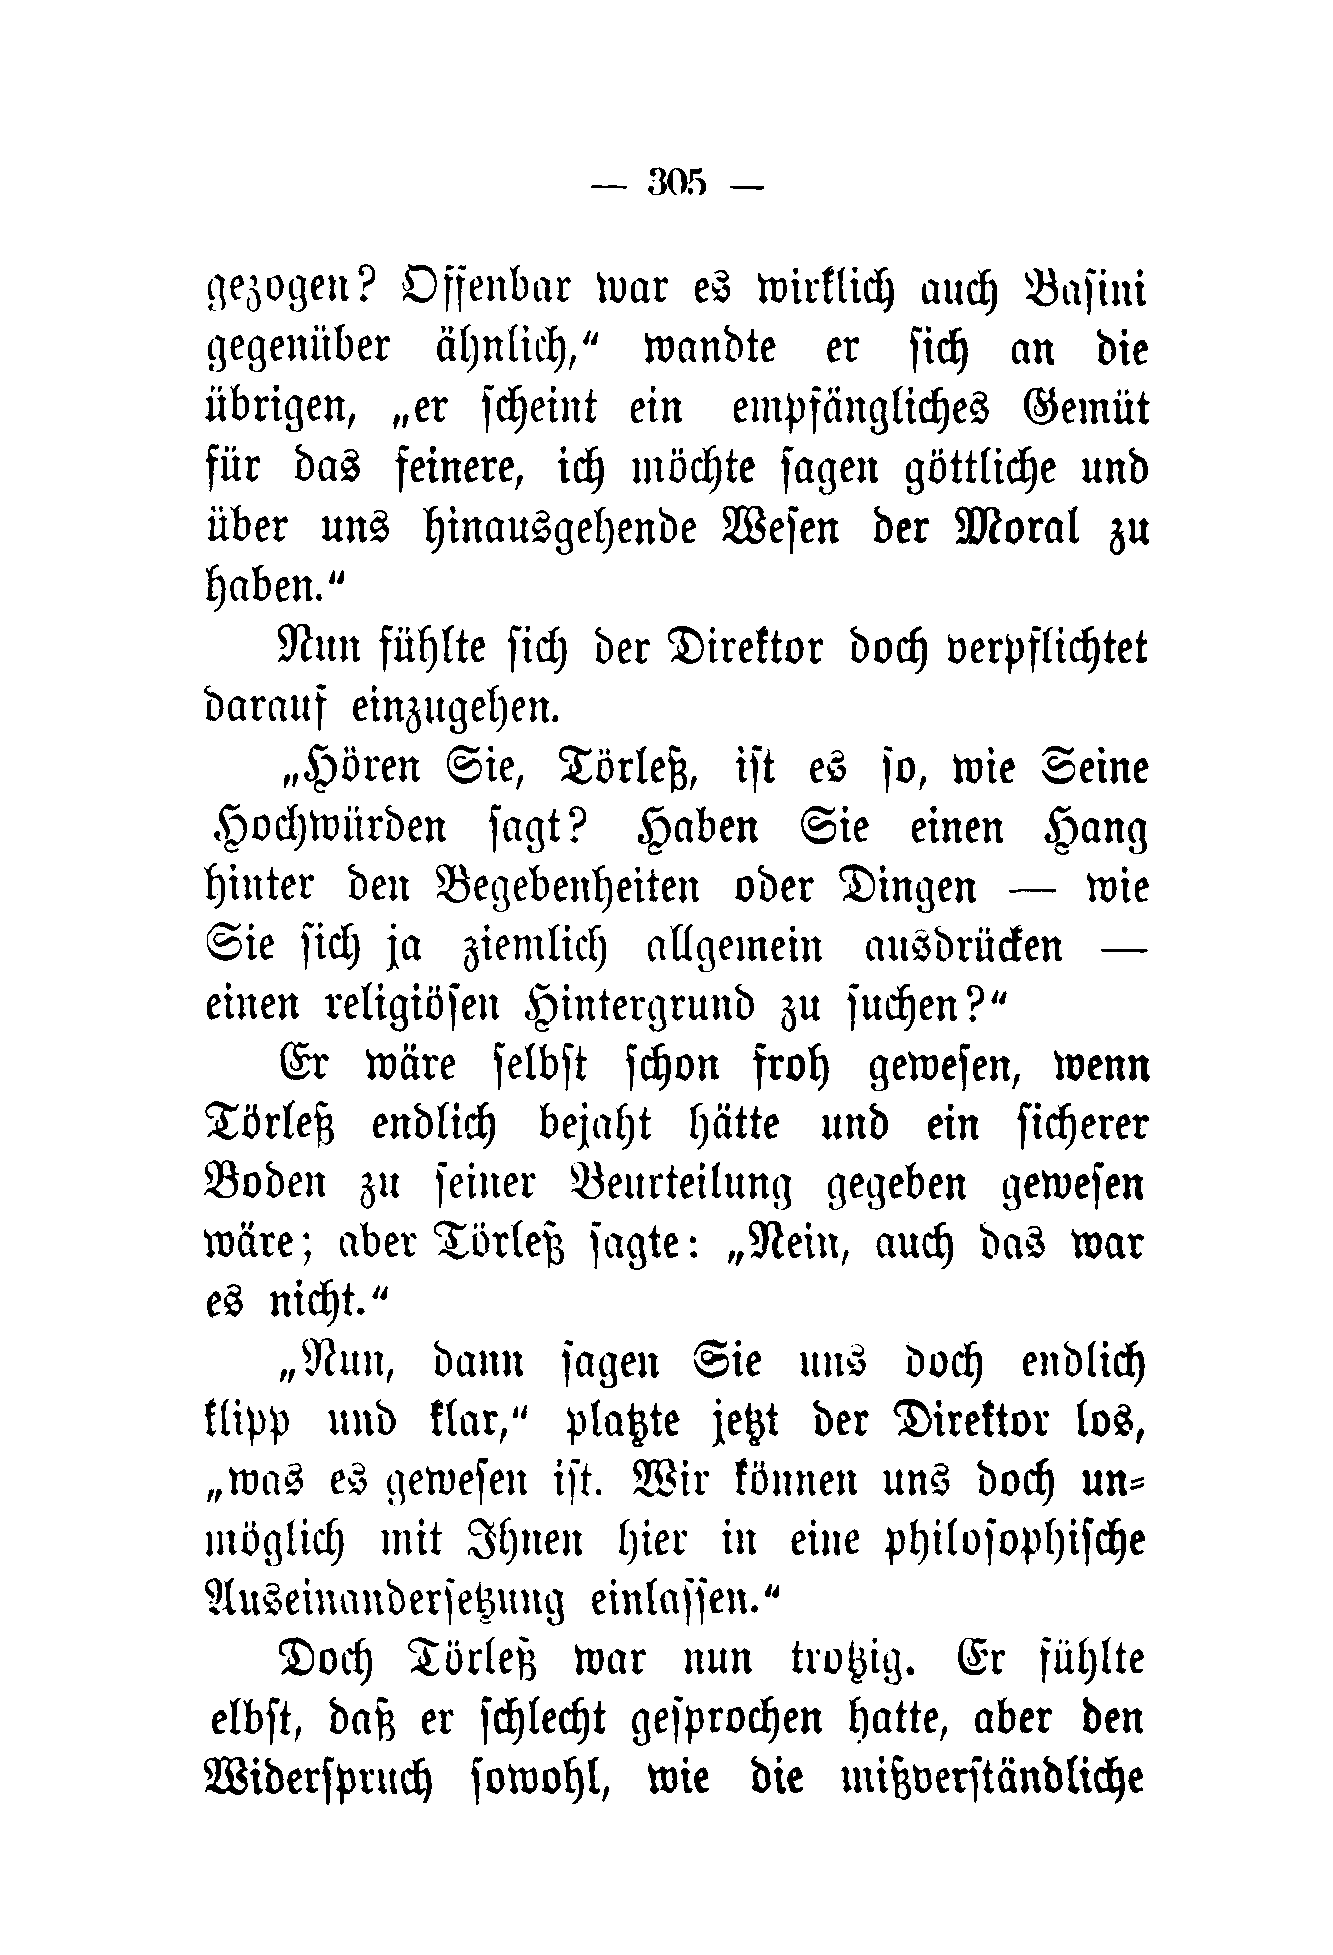 — 305 —
gezogen? Offenbar war es wirklich auch Basini
gegenüber ähnlich,“ wandte er sich an die
übrigen, „er scheint ein empfängliches Gemüt
für das feinere, ich möchte sagen göttliche und
über uns hinausgehende Wesen der Moral zu
haben.“
Nun fühlte sich der Direktor doch verpflichtet
darauf einzugehen.
„Hören Sie, Törleß, ist es so, wie Seine
Hochwürden sagt? Haben Sie einen Hang
hinter den Begebenheiten oder Dingen — wie
Sie sich ja ziemlich allgemein ausdrücken —
einen religiösen Hintergrund zu suchen?“
Er wäre selbst schon froh gewesen, wenn
Törleß endlich bejaht hätte und ein sicherer
Boden zu seiner Beurteilung gegeben gewesen
wäre; aber Törleß sagte: „Nein, auch das war
es nicht.“
„Nun, dann sagen Sie uns doch endlich
klipp und klar,“ platzte jetzt der Direktor los,
„was es gewesen ist. Wir können uns doch un-
möglich mit Ihnen hier in eine philosophische
Auseinandersetzung einlassen.“
Doch Törleß war nun trotzig. Er fühlte
elbst, daß er schlecht gesprochen hatte, aber den
Widerspruch sowohl, wie die mißverständliche